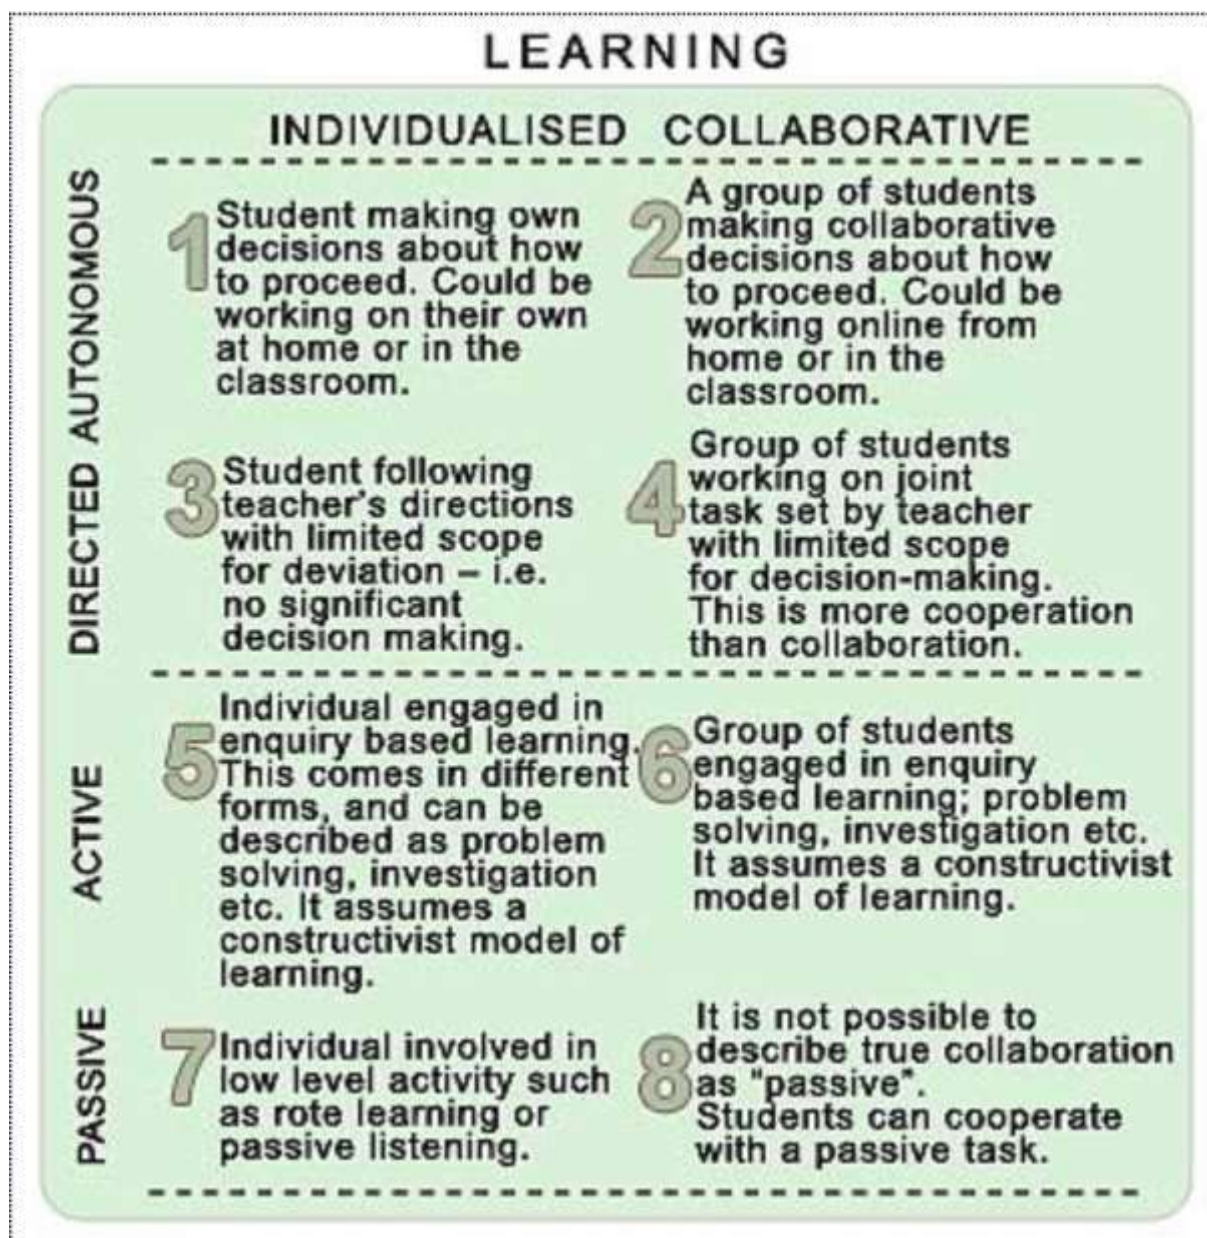 LEARNING
INDIVIDUALISED COLLABORATIVE
DIRECTED AUTONOMOUS
1 Student making own
decisions about how
to proceed. Could be
working on their own
at home or in the
classroom.
2 A group of students
making collaborative
decisions about how
to proceed. Could be
working online from
home or in the
classroom.
3 Student following
teacher's directions
with limited scope
for deviation – i.e.
no significant
decision making.
4 Group of students
working on joint
task set by teacher
with limited scope
for decision-making.
This is more cooperation
than collaboration.
ACTIVE
5 Individual engaged in
enquiry based learning.
This comes in different
forms, and can be
described as problem
solving, investigation
etc. It assumes a
constructivist model of
learning.
6 Group of students
engaged in enquiry
based learning; problem
solving, investigation etc.
It assumes a constructivist
model of learning.
PASSIVE
7 Individual involved in
low level activity such
as rote learning or
passive listening.
8 It is not possible to
describe true collaboration
as "passive".
Students can cooperate
with a passive task.